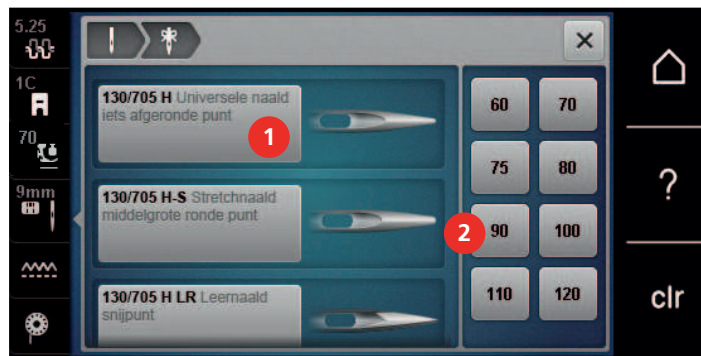 5.25
1C
70
9mm
130/705 H Universele naald
iets afgeronde punt
1
130/705 H-S Stretchnaald
middelgrote ronde punt
2
130/705 H LR Leernaald
snijpunt
60 70
75 80
90 100
110 120
?
clr